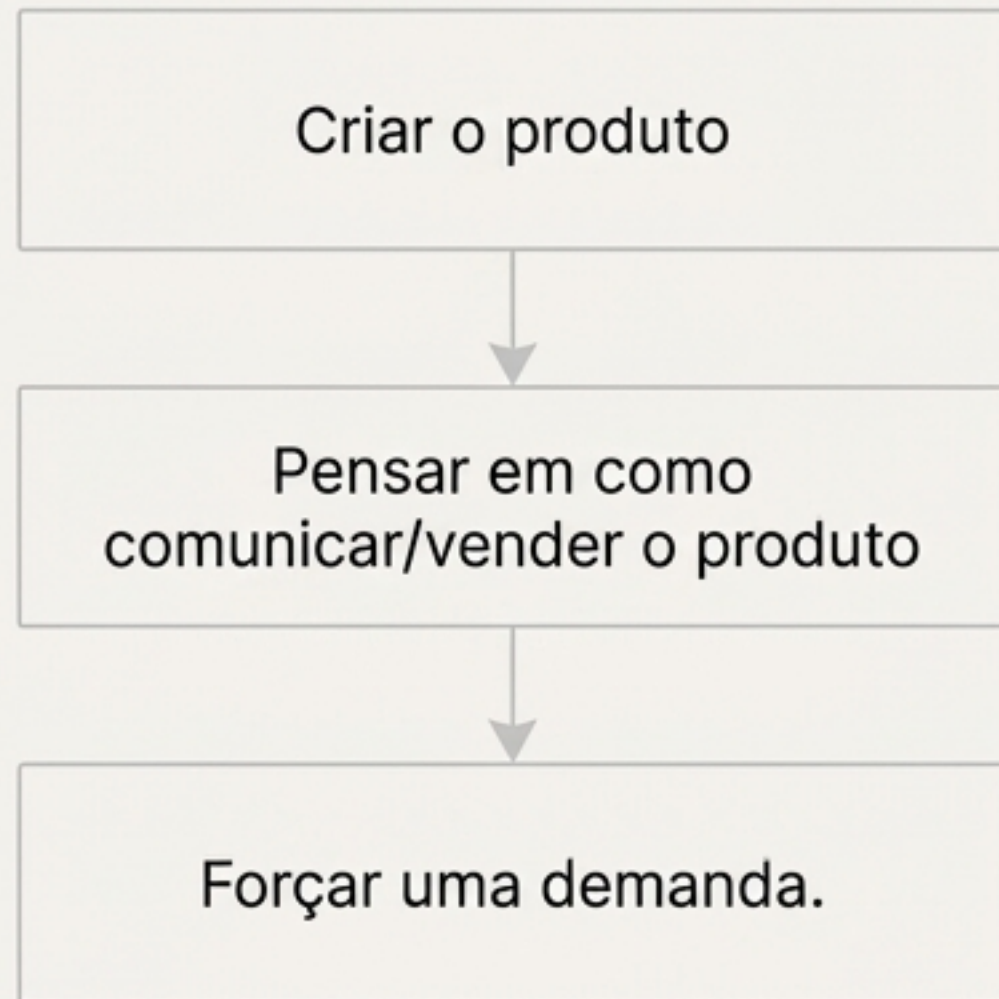 Criar o produto
Pensar em como
comunicar/vender o produto
Forçar uma demanda.